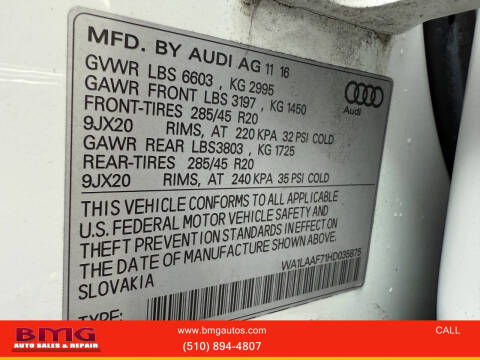 MFD. BY AUDI AG 11 16
GVWR LBS 6603 , KG 2995
GAWR FRONT LBS 3197 , KG 1450
FRONT-TIRES 285/45 R20
9JX20 RIMS, AT 220 KPA 32 PSI COLD
GAWR REAR LBS3803 , KG 1725
REAR-TIRES 285/45 R20
9JX20 RIMS, AT 240 KPA 35 PSI COLD
THIS VEHICLE CONFORMS TO ALL APPLICABLE
U.S. FEDERAL MOTOR VEHICLE SAFETY AND
THEFT PREVENTION STANDARDS IN EFFECT ON
THE DATE OF MANUFACTURE SHOWN ABOVE.
SLOVAKIA
WA1LAAF71HD035875
TYPE:
Audi
BMG
AUTO SALES & REPAIR
www.bmgautos.com
(510) 894-4807
CALL